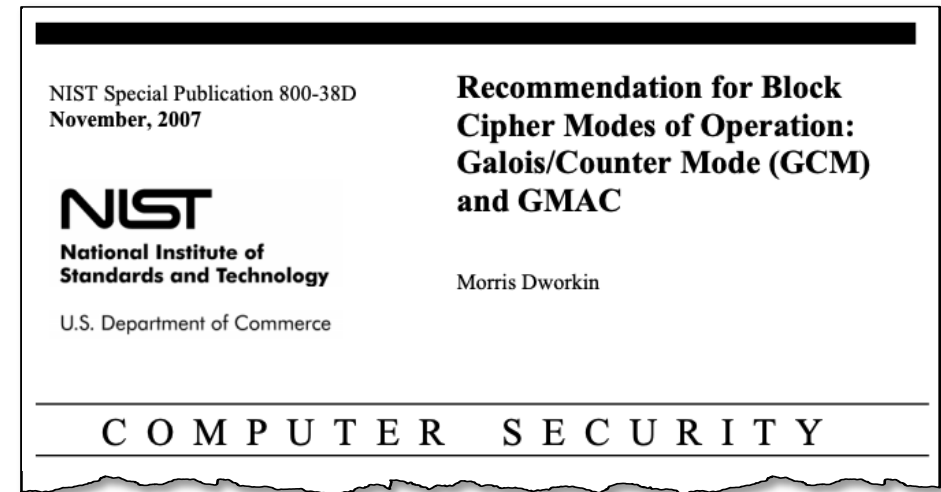 NIST Special Publication 800-38D
November, 2007
Recommendation for Block
Cipher Modes of Operation:
Galois/Counter Mode (GCM)
and GMAC
NIST
National Institute of
Standards and Technology
U.S. Department of Commerce
Morris Dworkin
COMPUTER SECURITY